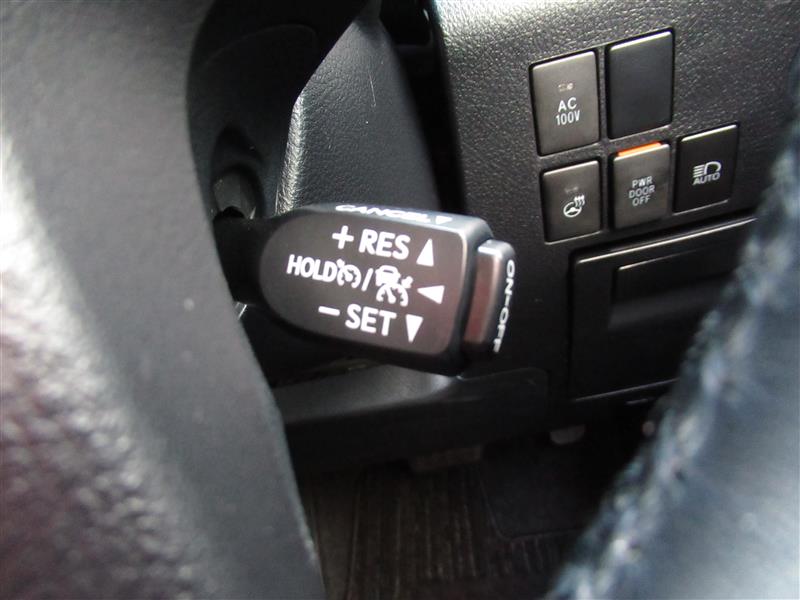 CANCEL
+ RES
HOLD /
– SET
ON-OFF
AC
100V
PWR
DOOR
OFF
AUTO